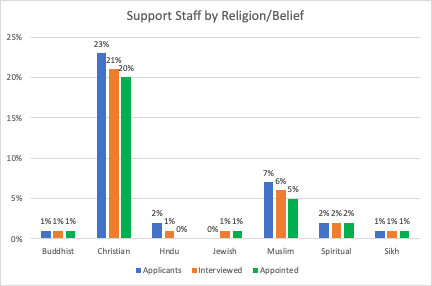 Support Staff by Religion/Belief
25%
20%
15%
10%
5%
0%
23%
21%
20%
1% 1% 1%
2%
1%
0%
0%
1% 1%
7%
6%
5%
2% 2% 2%
1% 1% 1%
Buddhist Christian Hndu Jewish Muslim Spiritual Sikh
Applicants Interviewed Appointed